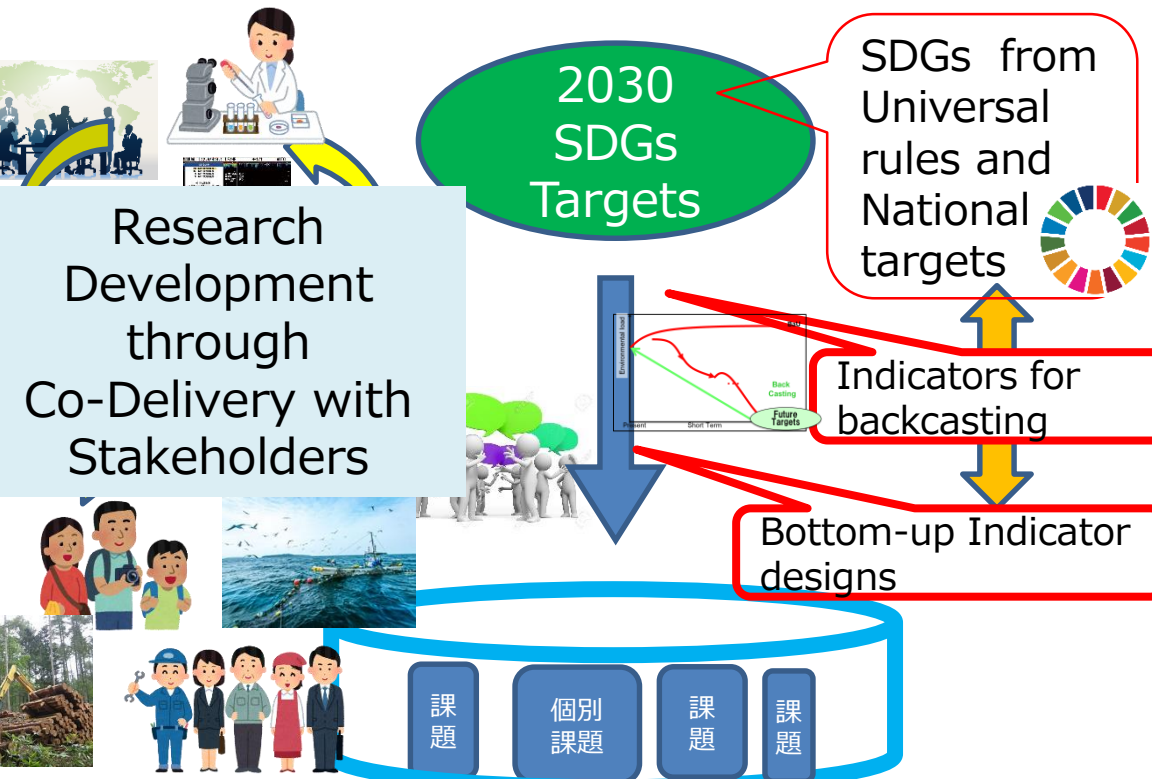 2030
SDGs
Targets
SDGs from
Universal
rules and
National
targets
Research
Development
through
Co-Delivery with
Stakeholders
Environmental load
Back
Casting
Future
Targets
Present
Short Term
Indicators for
backcasting
Bottom-up Indicator
designs
課
題
個別
課題
課
題
課
題